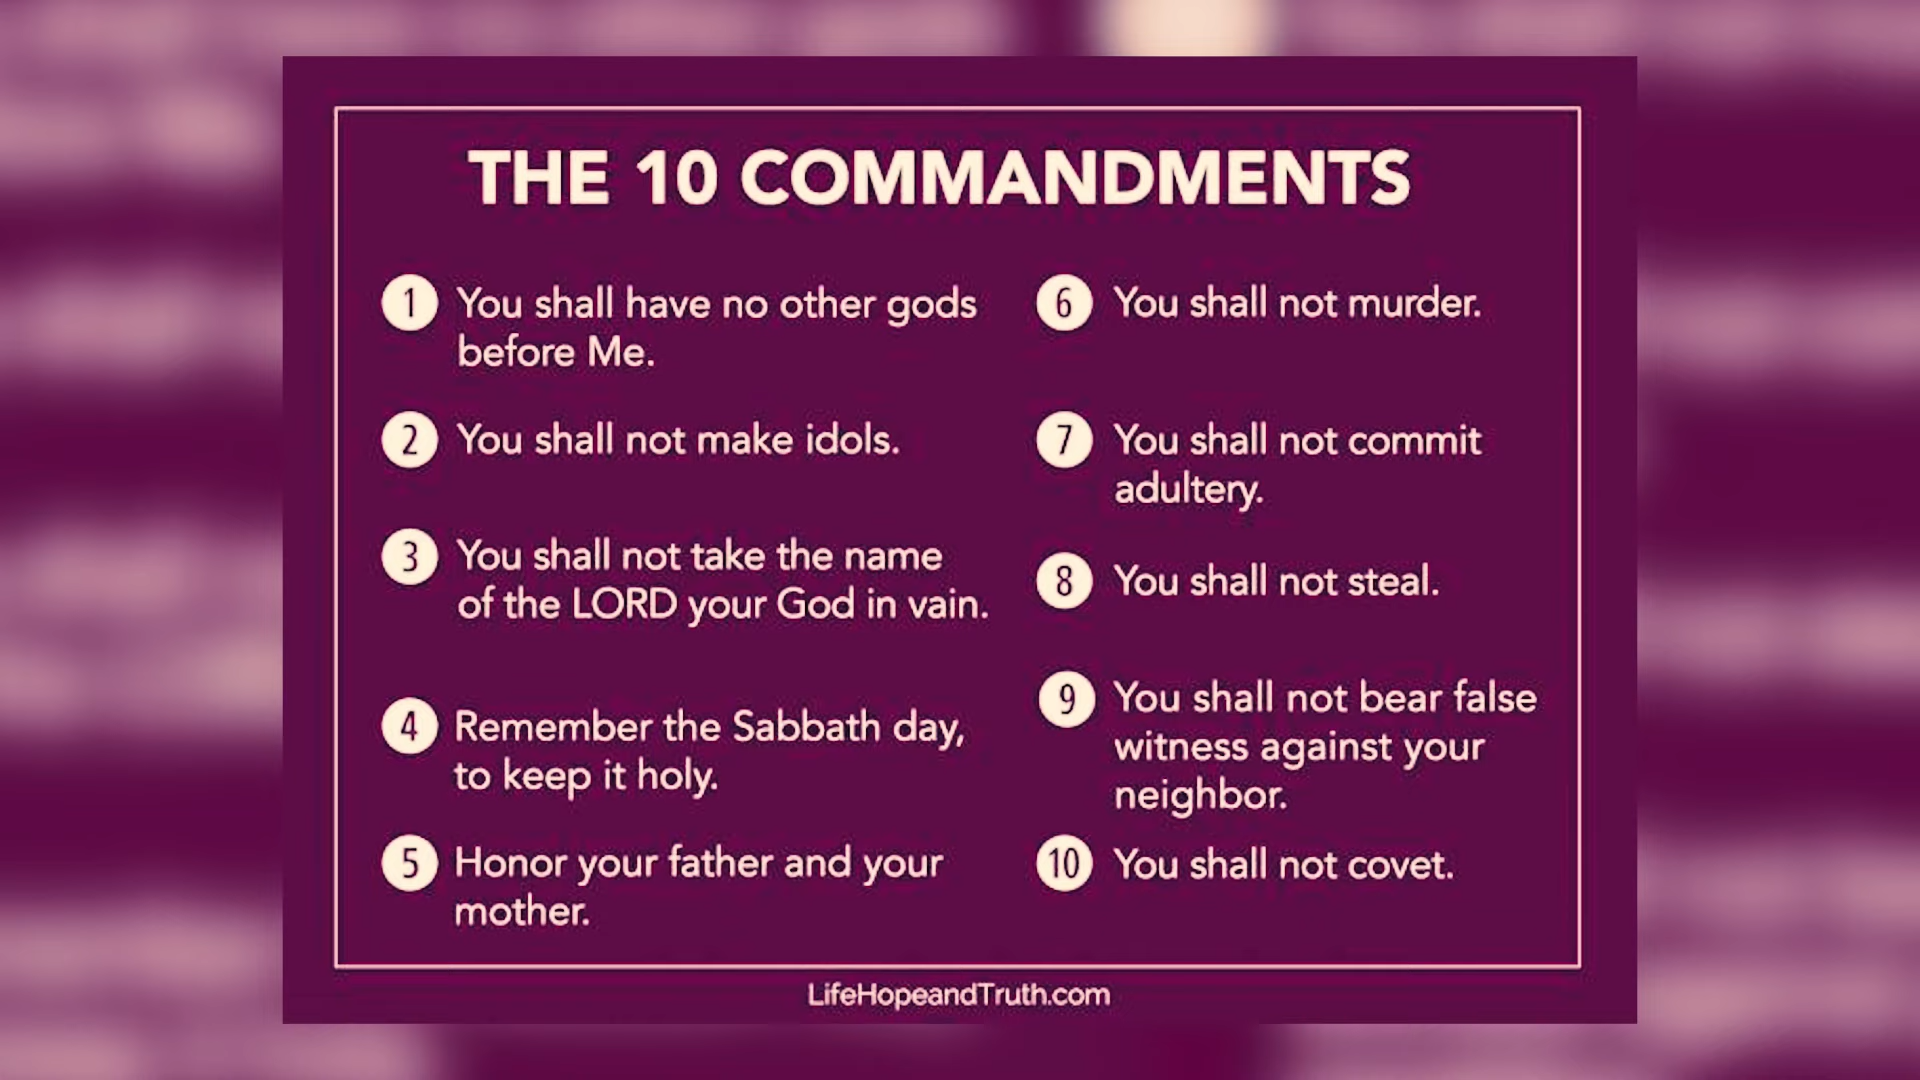 THE 10 COMMANDMENTS
1 You shall have no other gods
before Me.
2 You shall not make idols.
3 You shall not take the name
of the LORD your God in vain.
4 Remember the Sabbath day,
to keep it holy.
5 Honor your father and your
mother.
6 You shall not murder.
7 You shall not commit
adultery.
8 You shall not steal.
9 You shall not bear false
witness against your
neighbor.
10 You shall not covet.
LifeHopeandTruth.com